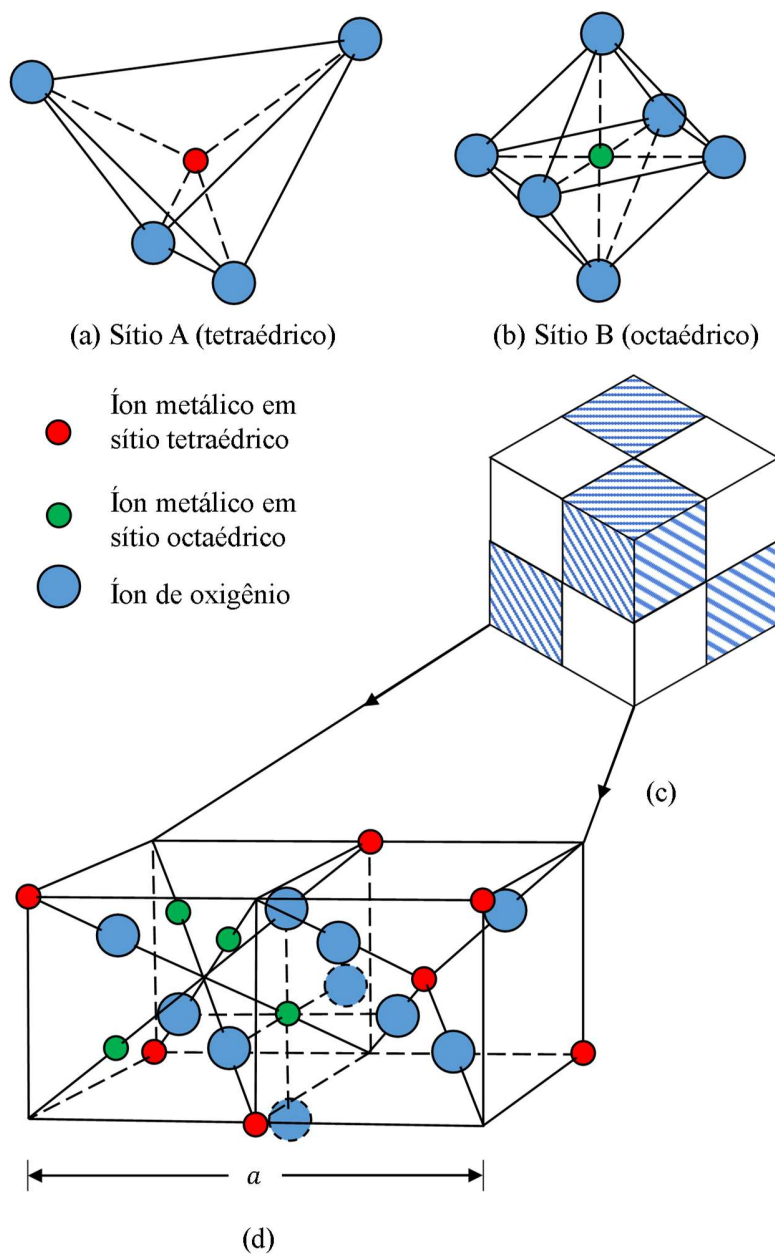 (a) Sítio A (tetraédrico)
(b) Sítio B (octaédrico)
Íon metálico em
sítio tetraédrico
Íon metálico em
sítio octaédrico
Íon de oxigênio
(c)
a
(d)